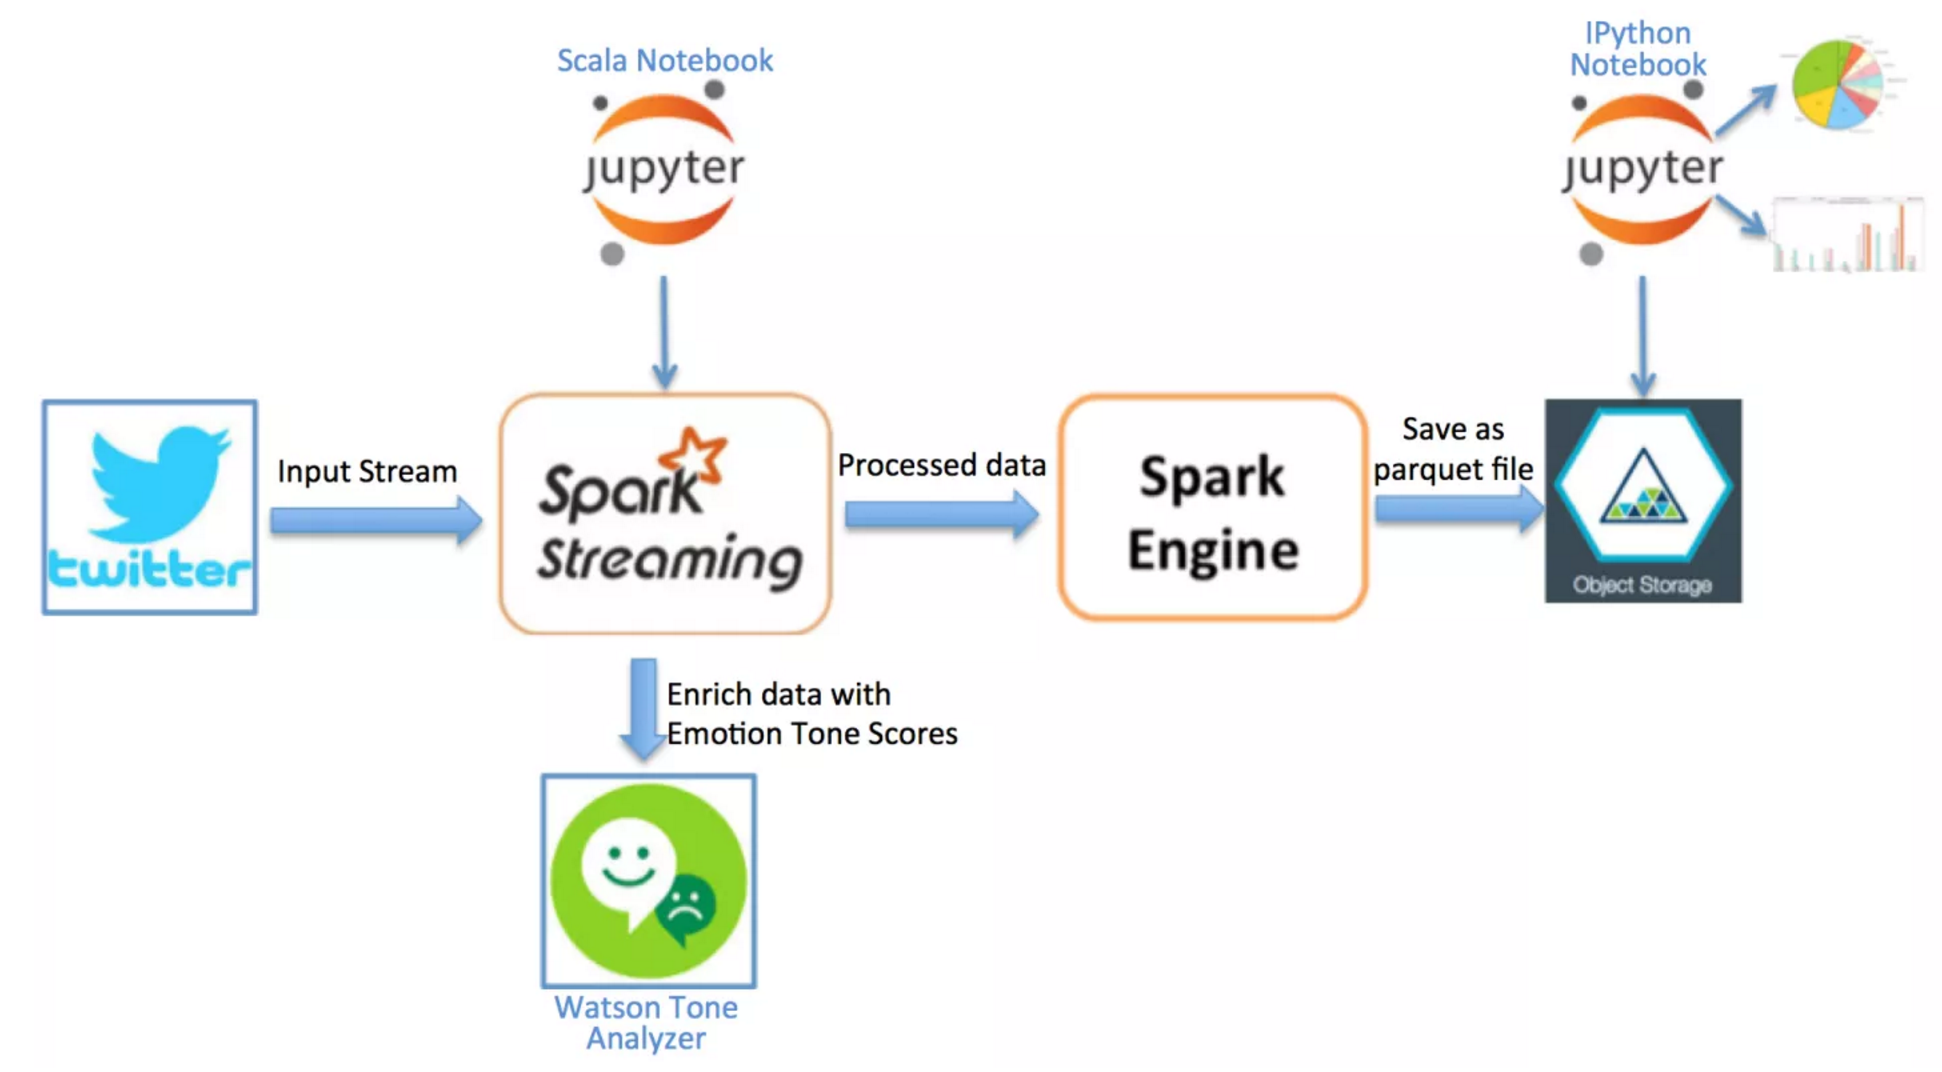 Scala Notebook
jupyter
IPython
Notebook
jupyter
twitter
Input Stream
Spark
Streaming
Processed data
Spark
Engine
Save as
parquet file
Object Storage
Enrich data with
Emotion Tone Scores
Watson Tone
Analyzer